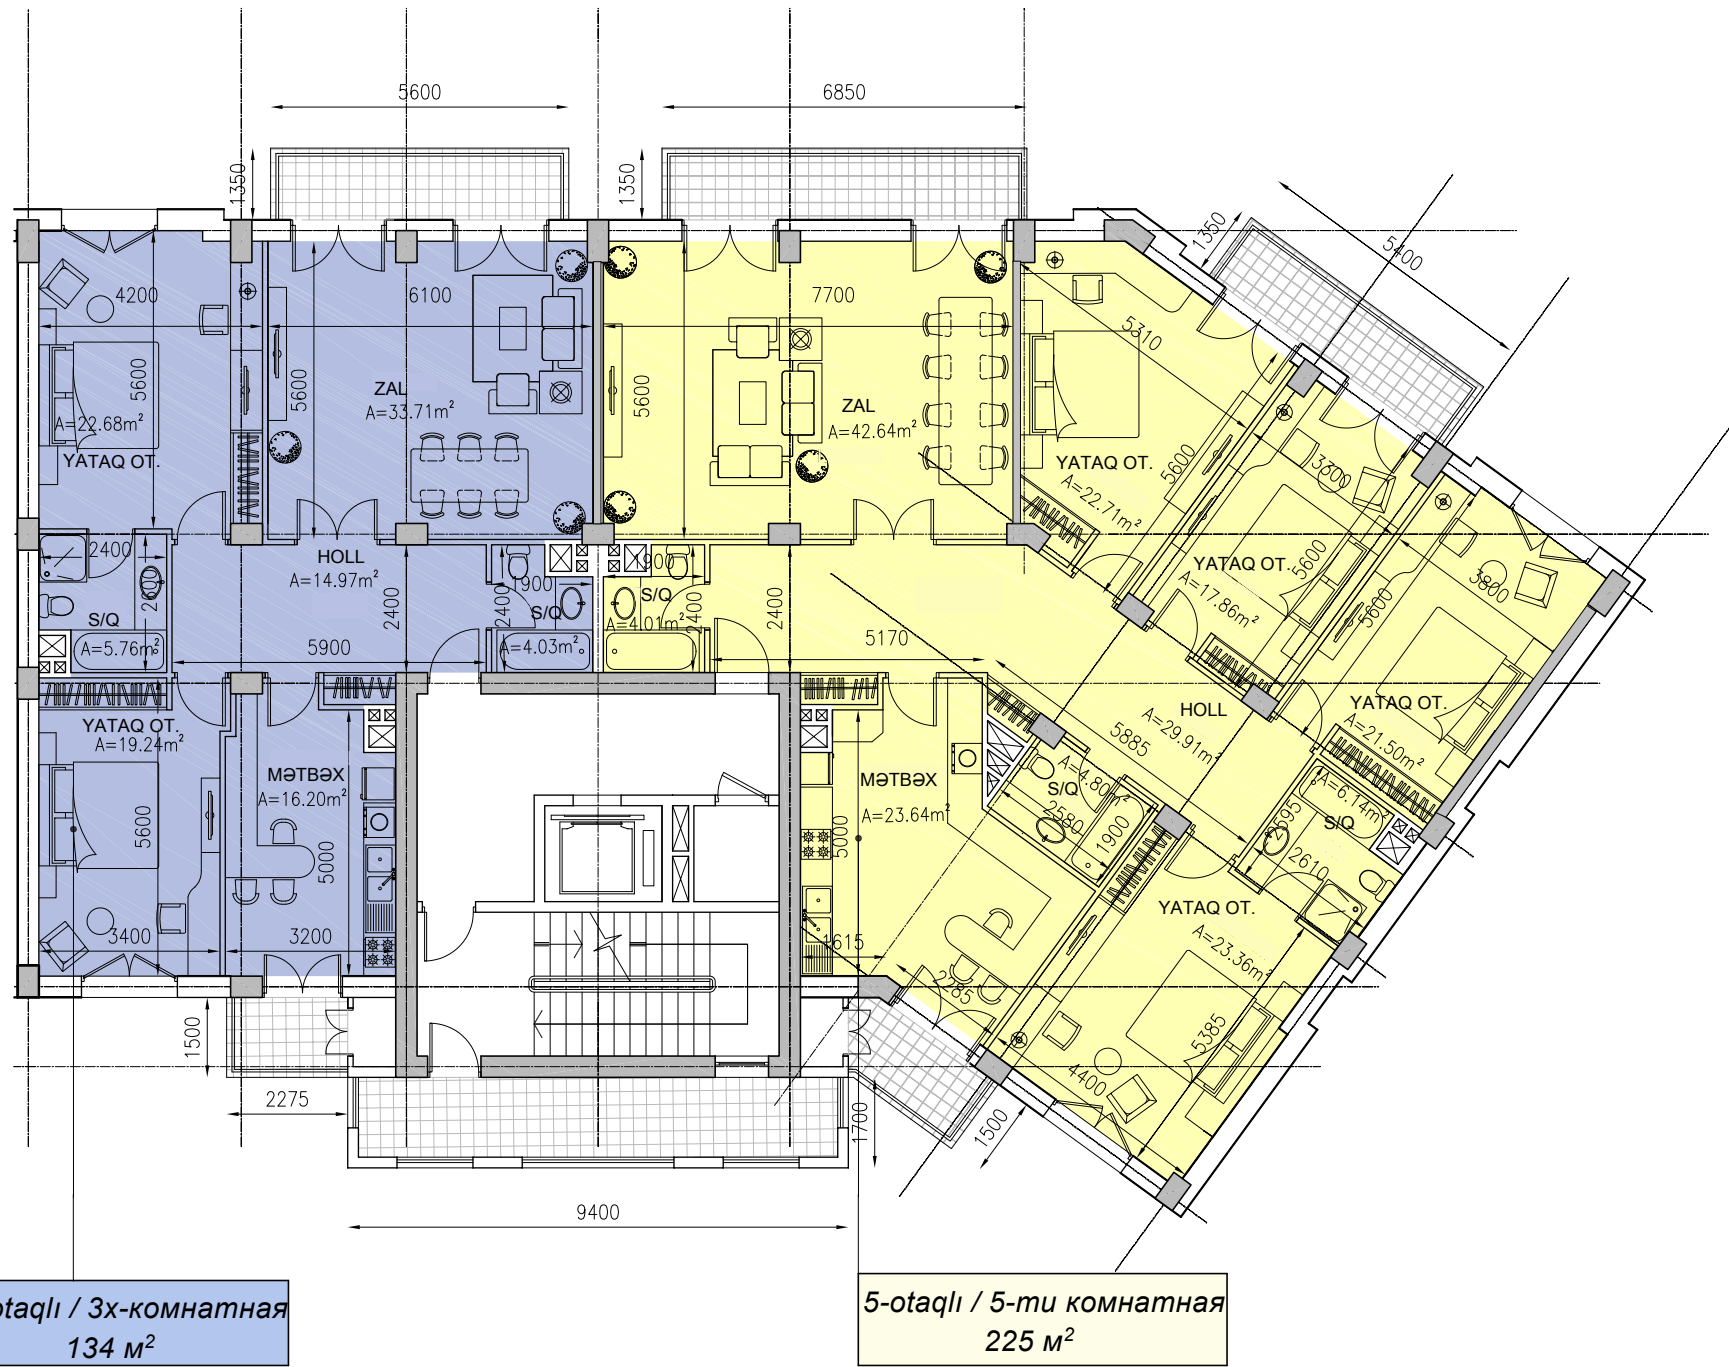 5600
6850
1350
1350
1350
5400
4200
6100
7700
5310
5600
5600
5600
ZAL
A=33.71m²
ZAL
A=42.64m²
A=22.68m²
YATAQ OT.
YATAQ OT.
A=22.71m²
5600
3800
YATAQ OT.
A=17.86m²
5600
3800
5600
2400
HOLL
A=14.97m²
1900
1900
S/Q
A=5.76m²
S/Q
A=4.03m²
2400
S/Q
A=4.01m²
2400
2400
2400
5900
5170
YATAQ OT.
A=21.50m²
HOLL
A=29.91m²
5885
YATAQ OT.
A=19.24m²
MƏTBƏX
A=16.20m²
MƏTBƏX
A=23.64m²
A=4.80m²
S/Q
2580
1900
A=6.14m²
S/Q
2595
2610
5600
5000
5000
YATAQ OT.
A=23.36m²
3400
3200
1615
2285
5385
4400
1500
2275
1700
1500
9400
otaqlı / 3х-комнатная
134 м²
5-otaqlı / 5-ти комнатная
225 м²